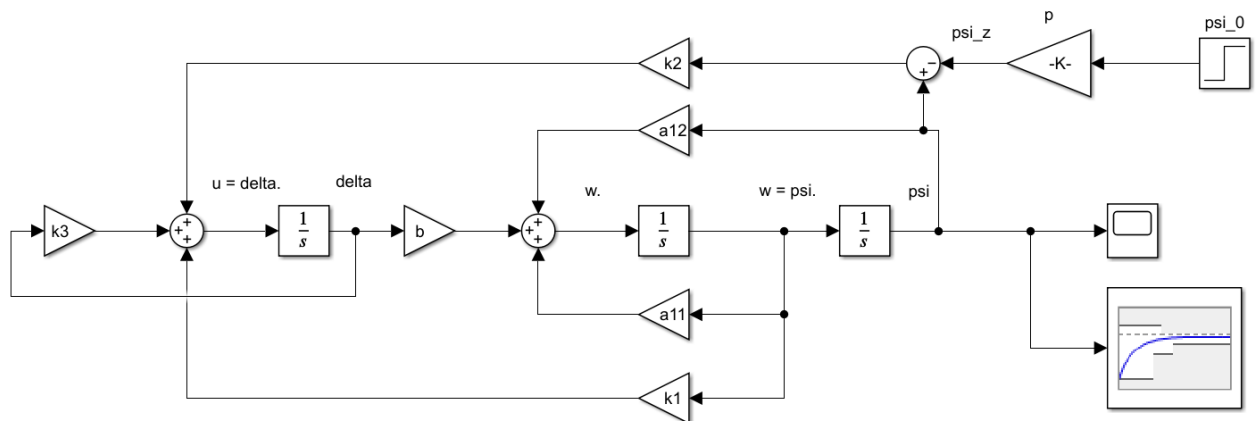 p
psi_0
psi_z
k2
-K-
−
+
a12
u = delta.
delta
w.
w = psi.
psi
k3
+
+
+
1
s
b
+
+
+
1
s
1
s
a11
k1